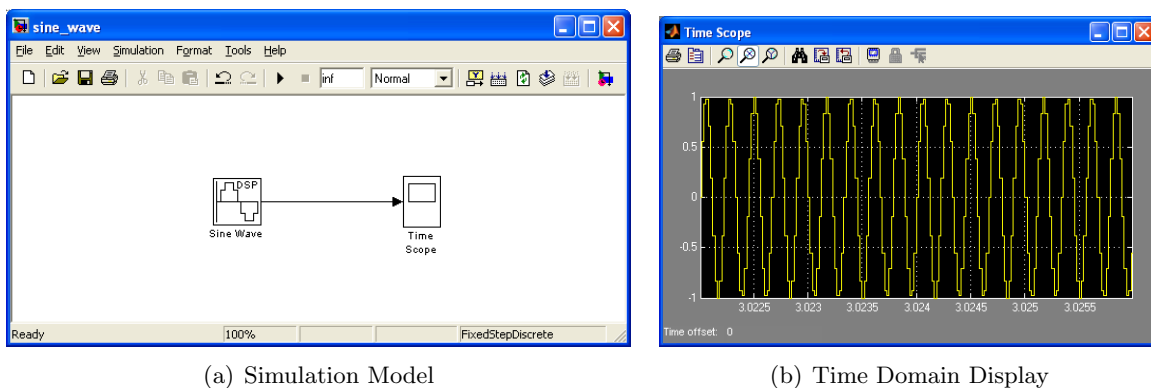 sine_wave
File Edit View Simulation Format Tools Help
inf Normal
DSP
Sine Wave
Time
Scope
Ready 100% FixedStepDiscrete
(a) Simulation Model
Time Scope
1
0.5
0
-0.5
-1
3.0225 3.023 3.0235 3.024 3.0245 3.025 3.0255
Time offset: 0
(b) Time Domain Display